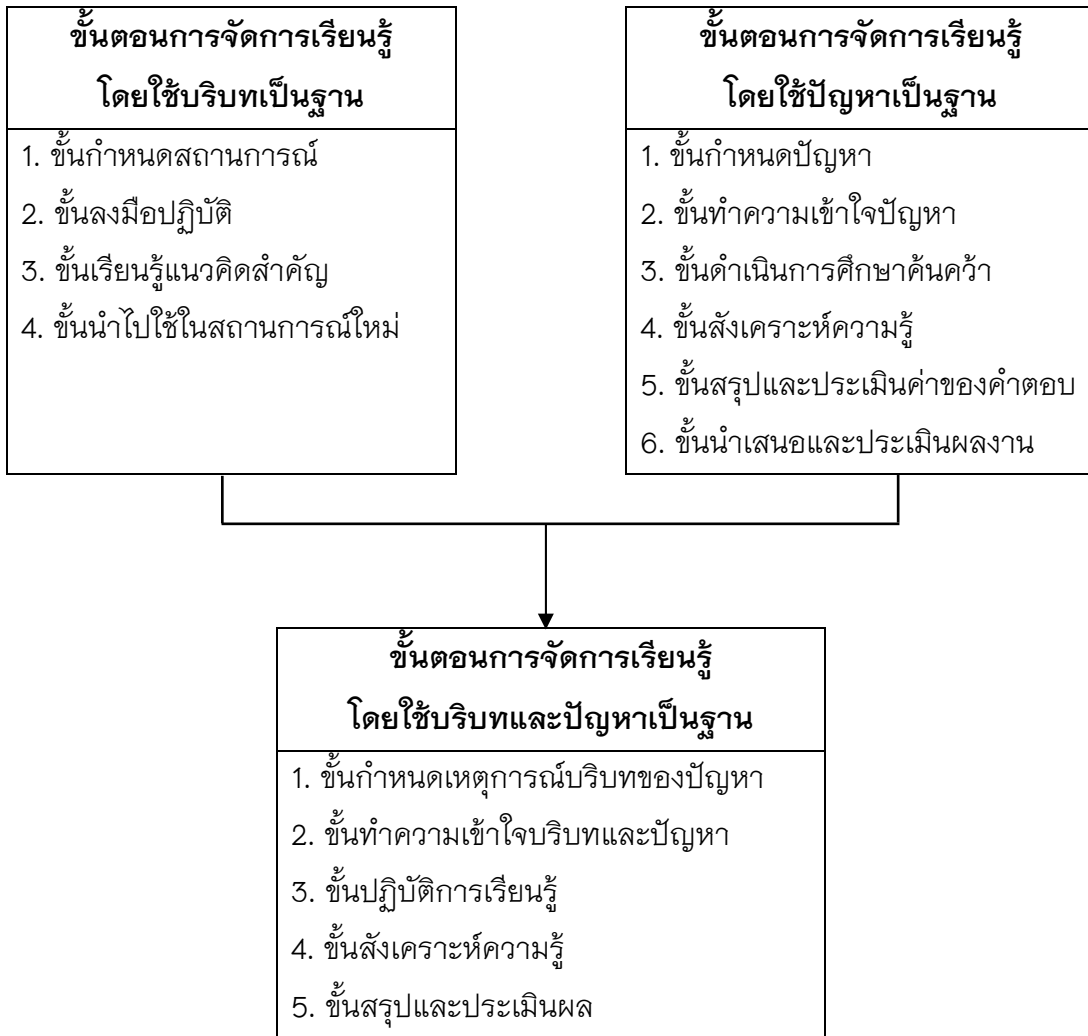 ขั้นตอนการจัดการเรียนรู้
โดยใช้บริบทเป็นฐาน
1. ขั้นกำหนดสถานการณ์
2. ขั้นลงมือปฏิบัติ
3. ขั้นเรียนรู้แนวคิดสำคัญ
4. ขั้นนำไปใช้ในสถานการณ์ใหม่
ขั้นตอนการจัดการเรียนรู้
โดยใช้ปัญหาเป็นฐาน
1. ขั้นกำหนดปัญหา
2. ขั้นทำความเข้าใจปัญหา
3. ขั้นดำเนินการศึกษาค้นคว้า
4. ขั้นสังเคราะห์ความรู้
5. ขั้นสรุปและประเมินค่าของคำตอบ
6. ขั้นนำเสนอและประเมินผลงาน
ขั้นตอนการจัดการเรียนรู้
โดยใช้บริบทและปัญหาเป็นฐาน
1. ขั้นกำหนดเหตุการณ์บริบทของปัญหา
2. ขั้นทำความเข้าใจบริบทและปัญหา
3. ขั้นปฏิบัติการเรียนรู้
4. ขั้นสังเคราะห์ความรู้
5. ขั้นสรุปและประเมินผล